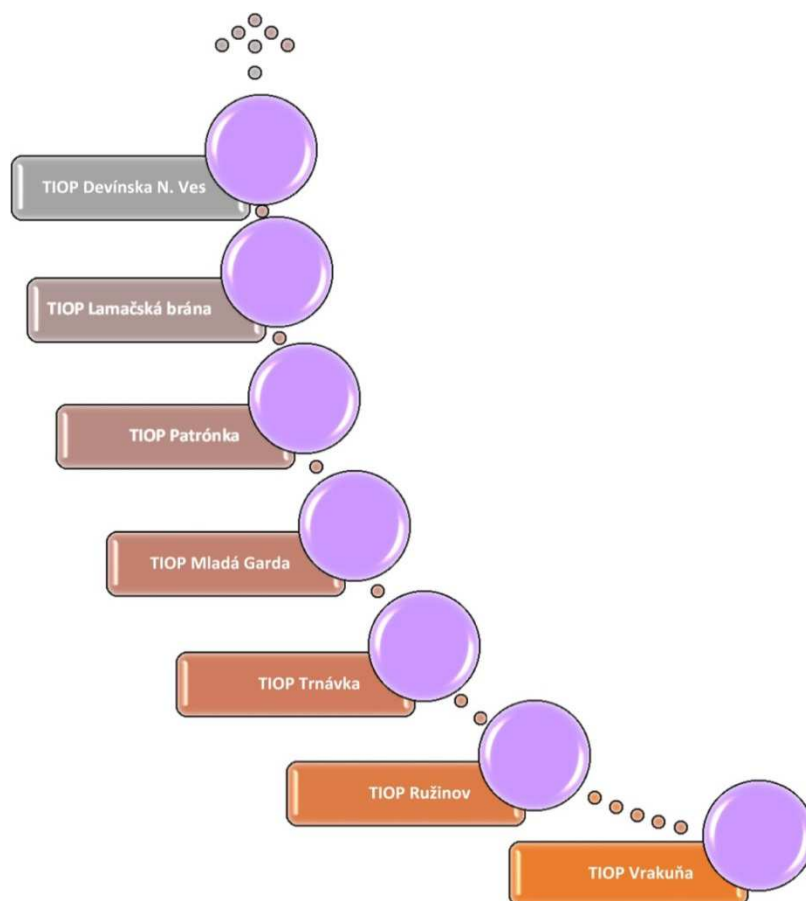 TIOP Devínska N. Ves
TIOP Lamačská brána
TIOP Patrónka
TIOP Mladá Garda
TIOP Trnávka
TIOP Ružinov
TIOP Vrakuňa